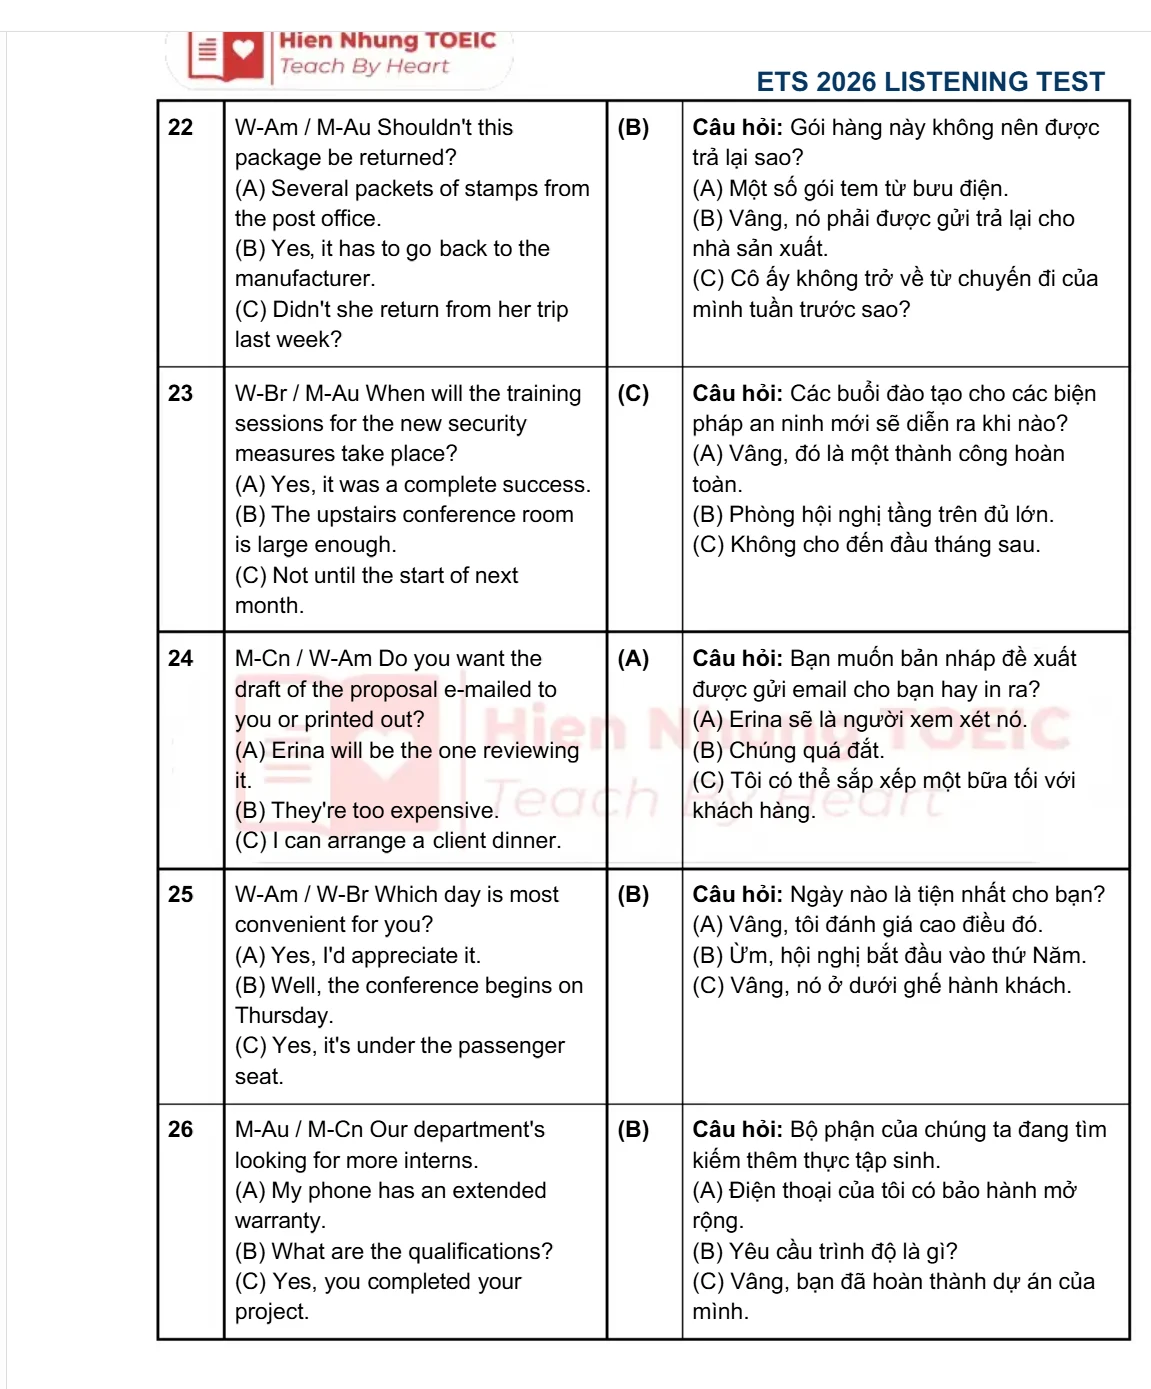 Hien Nhung TOEIC
Teach By Heart
ETS 2026 LISTENING TEST
22
W-Am / M-Au Shouldn't this
package be returned?
(A) Several packets of stamps from
the post office.
(B) Yes, it has to go back to the
manufacturer.
(C) Didn't she return from her trip
last week?
(B)
Câu hỏi: Gói hàng này không nên được
trả lại sao?
(A) Một số gói tem từ bưu điện.
(B) Vâng, nó phải được gửi trả lại cho
nhà sản xuất.
(C) Cô ấy không trở về từ chuyến đi của
mình tuần trước sao?
23
W-Br / M-Au When will the training
sessions for the new security
measures take place?
(A) Yes, it was a complete success.
(B) The upstairs conference room
is large enough.
(C) Not until the start of next
month.
(C)
Câu hỏi: Các buổi đào tạo cho các biện
pháp an ninh mới sẽ diễn ra khi nào?
(A) Vâng, đó là một thành công hoàn
toàn.
(B) Phòng hội nghị tầng trên đủ lớn.
(C) Không cho đến đầu tháng sau.
24
M-Cn / W-Am Do you want the
draft of the proposal e-mailed to
you or printed out?
(A) Erina will be the one reviewing
it.
(B) They're too expensive.
(C) I can arrange a client dinner.
(A)
Câu hỏi: Bạn muốn bản nháp đề xuất
được gửi email cho bạn hay in ra?
(A) Erina sẽ là người xem xét nó.
(B) Chúng quá đắt.
(C) Tôi có thể sắp xếp một bữa tối với
khách hàng.
Hien Nhung TOEIC
Teach By Heart
25
W-Am / W-Br Which day is most
convenient for you?
(A) Yes, I'd appreciate it.
(B) Well, the conference begins on
Thursday.
(C) Yes, it's under the passenger
seat.
(B)
Câu hỏi: Ngày nào là tiện nhất cho bạn?
(A) Vâng, tôi đánh giá cao điều đó.
(B) Ừm, hội nghị bắt đầu vào thứ Năm.
(C) Vâng, nó ở dưới ghế hành khách.
26
M-Au / M-Cn Our department's
looking for more interns.
(A) My phone has an extended
warranty.
(B) What are the qualifications?
(C) Yes, you completed your
project.
(B)
Câu hỏi: Bộ phận của chúng ta đang tìm
kiếm thêm thực tập sinh.
(A) Điện thoại của tôi có bảo hành mở
rộng.
(B) Yêu cầu trình độ là gì?
(C) Vâng, bạn đã hoàn thành dự án của
mình.